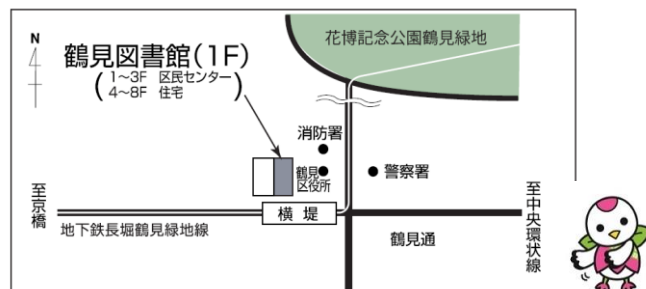 N
花博記念公園鶴見緑地
鶴見図書館(1F)
(1~3F 区民センター
4~8F 住宅)
消防署
鶴見
区役所
警察署
至京橋
横堤
至中央環状線
地下鉄長堀鶴見緑地線
鶴見通